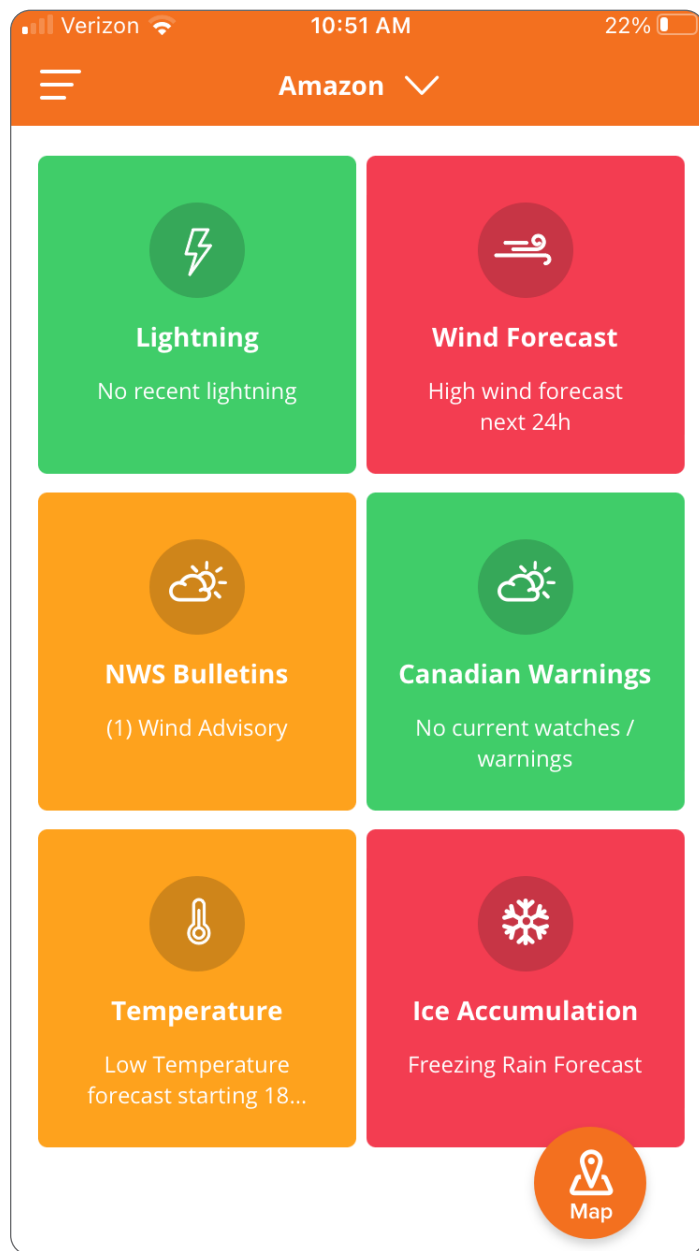 Verizon 10:51 AM 22%
Amazon
Lightning
No recent lightning
Wind Forecast
High wind forecast
next 24h
NWS Bulletins
(1) Wind Advisory
Canadian Warnings
No current watches /
warnings
Temperature
Low Temperature
forecast starting 18...
Ice Accumulation
Freezing Rain Forecast
Map